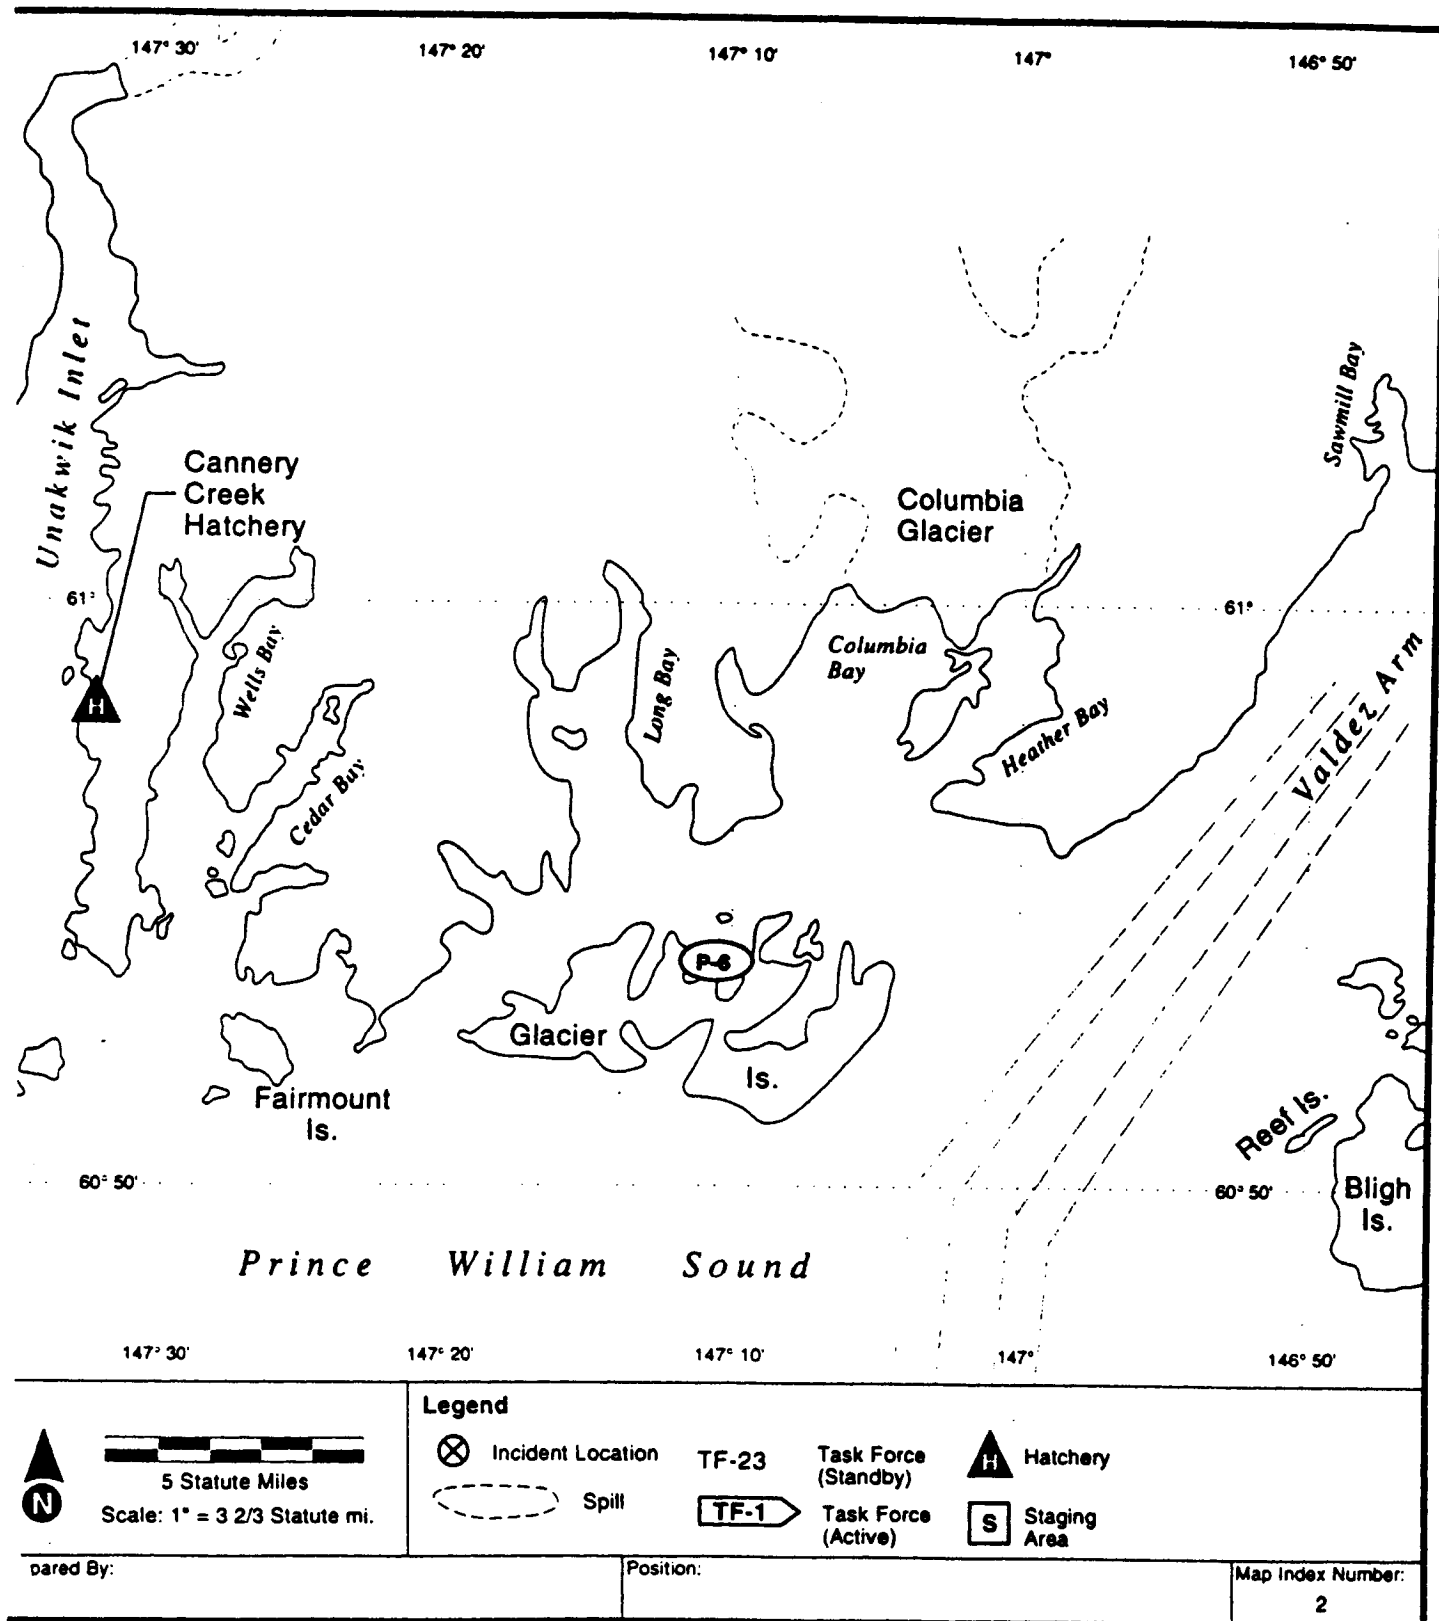 147° 30'
147° 20'
147° 10'
147°
146° 50'
Unakwik Inlet
Sawmill Bay
Cannery
Creek
Hatchery
Columbia
Glacier
61°
61°
H
Wells Bay
Long Bay
Columbia
Bay
Heather Bay
Valdez Arm
Cedar Bay
P-6
Glacier
Is.
Fairmount
Is.
Reef Is.
Bligh
Is.
60° 50'
60° 50'
Prince William Sound
147° 30'
147° 20'
147° 10'
147°
146° 50'
Legend
N
5 Statute Miles
Scale: 1" = 3 2/3 Statute mi.
Incident Location
Spill
TF-23
Task Force
(Standby)
TF-1
Task Force
(Active)
H
Hatchery
S
Staging
Area
pared By:
Position:
Map Index Number:
2